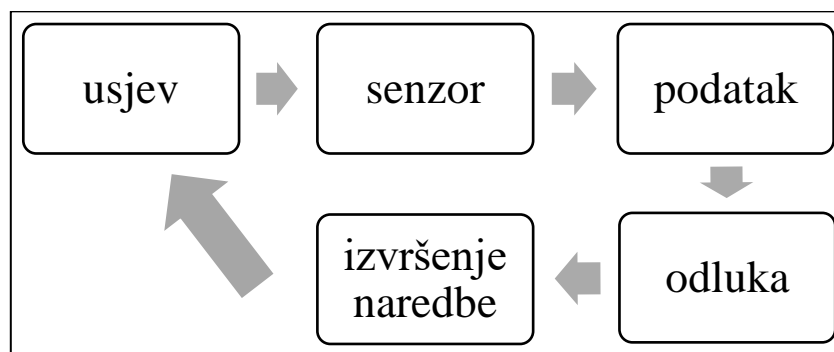 usjev
senzor
podatak
odluka
izvršenje
naredbe